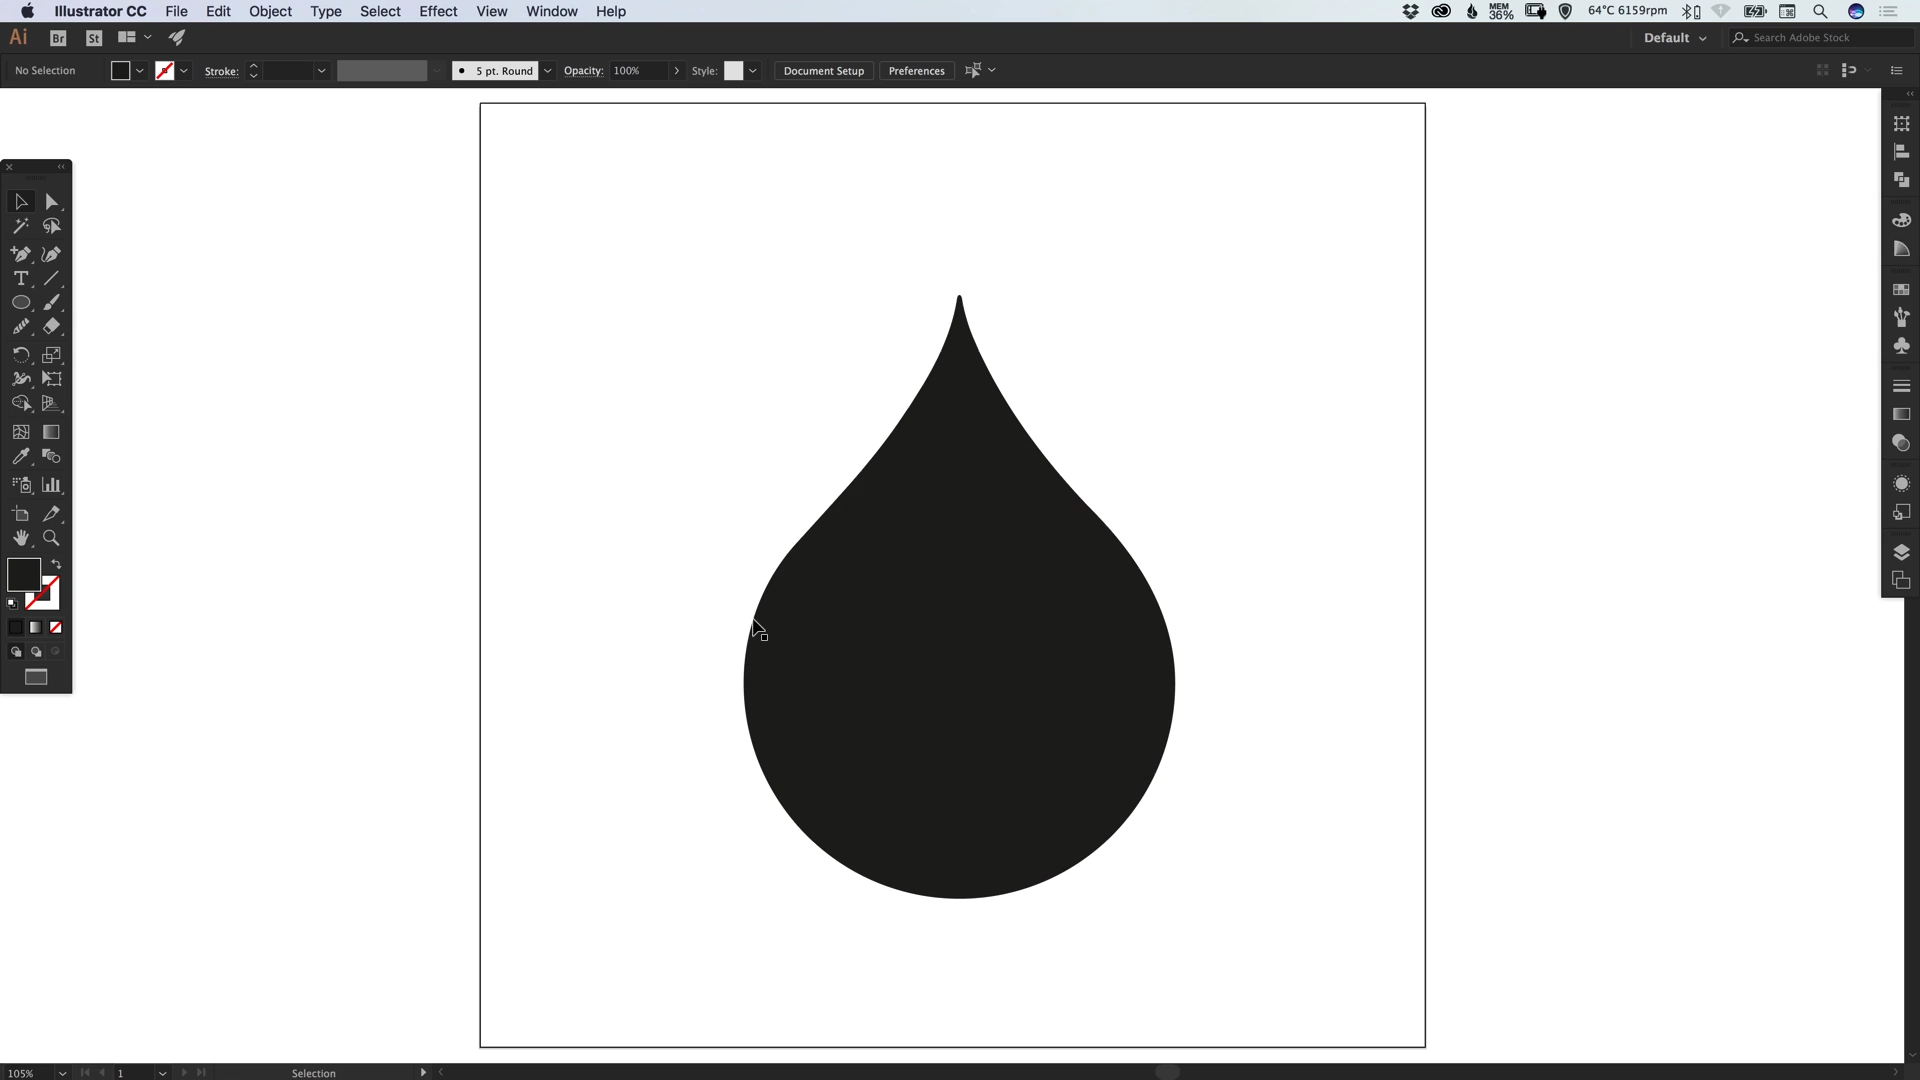 Illustrator CC File Edit Object Type Select Effect View Window Help MEM 36% 64°C 6159rpm
Ai Br St Default Search Adobe Stock
No Selection Stroke: 5 pt. Round Opacity: 100% Style: Document Setup Preferences
105% 1 Selection